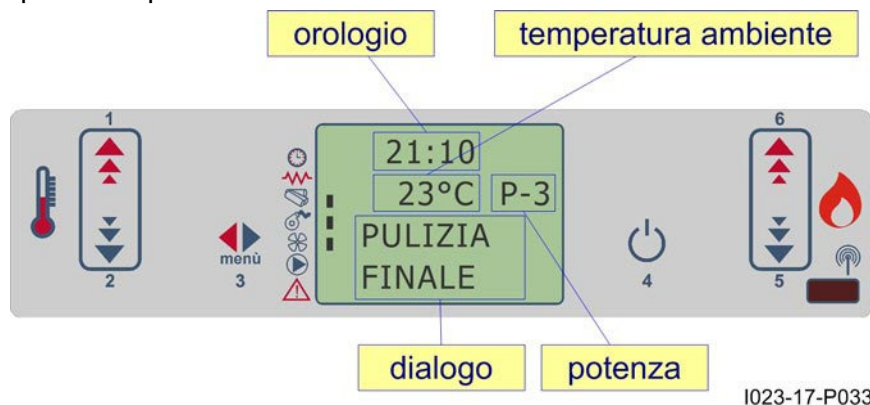 orologio
temperatura ambiente
1
6
21:10
23°C P-3
PULIZIA
FINALE
menù
2
3
4
5
dialogo
potenza
I023-17-P033